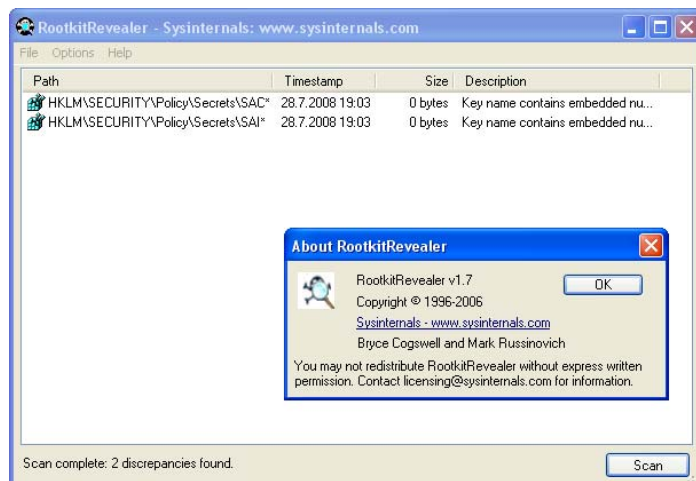 RootkitRevealer - Sysinternals: www.sysinternals.com
File Options Help
Path Timestamp Size Description
HKLM\SECURITY\Policy\Secrets\SAC* 28.7.2008 19:03 0 bytes Key name contains embedded nu...
HKLM\SECURITY\Policy\Secrets\SAI* 28.7.2008 19:03 0 bytes Key name contains embedded nu...
About RootkitRevealer
RootkitRevealer v1.7
OK
Copyright © 1996-2006
Sysinternals - www.sysinternals.com
Bryce Cogswell and Mark Russinovich
You may not redistribute RootkitRevealer without express written
permission. Contact licensing@sysinternals.com for information.
Scan complete: 2 discrepancies found.
Scan